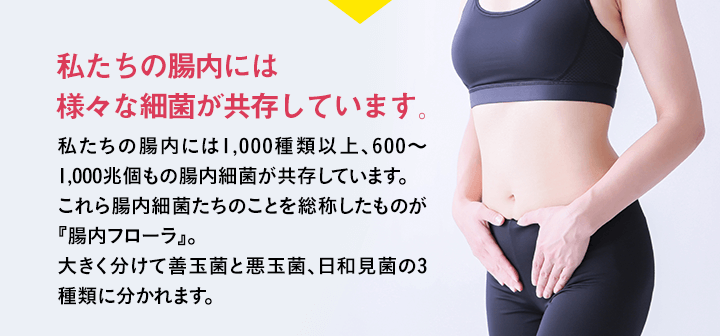 私たちの腸内には
様々な細菌が共存しています。
私たちの腸内には1,000種類以上、600～
1,000兆個もの腸内細菌が共存しています。
これら腸内細菌たちのことを総称したものが
『腸内フローラ』。
大きく分けて善玉菌と悪玉菌、日和見菌の3
種類に分かれます。